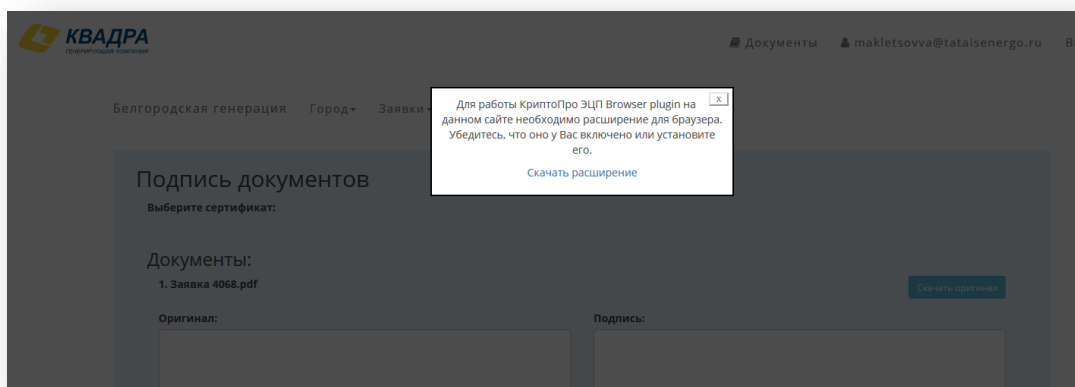 КВАДРА
ГЕНЕРИРУЮЩАЯ КОМПАНИЯ
Документы makletsovva@tataisenergo.ru В
Белгородская генерация Город Заявки
Для работы КриптоПро ЭЦП Browser plugin на
данном сайте необходимо расширение для браузера.
Убедитесь, что оно у Вас включено или установите
его.
x
Скачать расширение
Подпись документов
Выберите сертификат:
Документы:
1. Заявка 4068.pdf
Скачать оригинал
Оригинал:
Подпись: